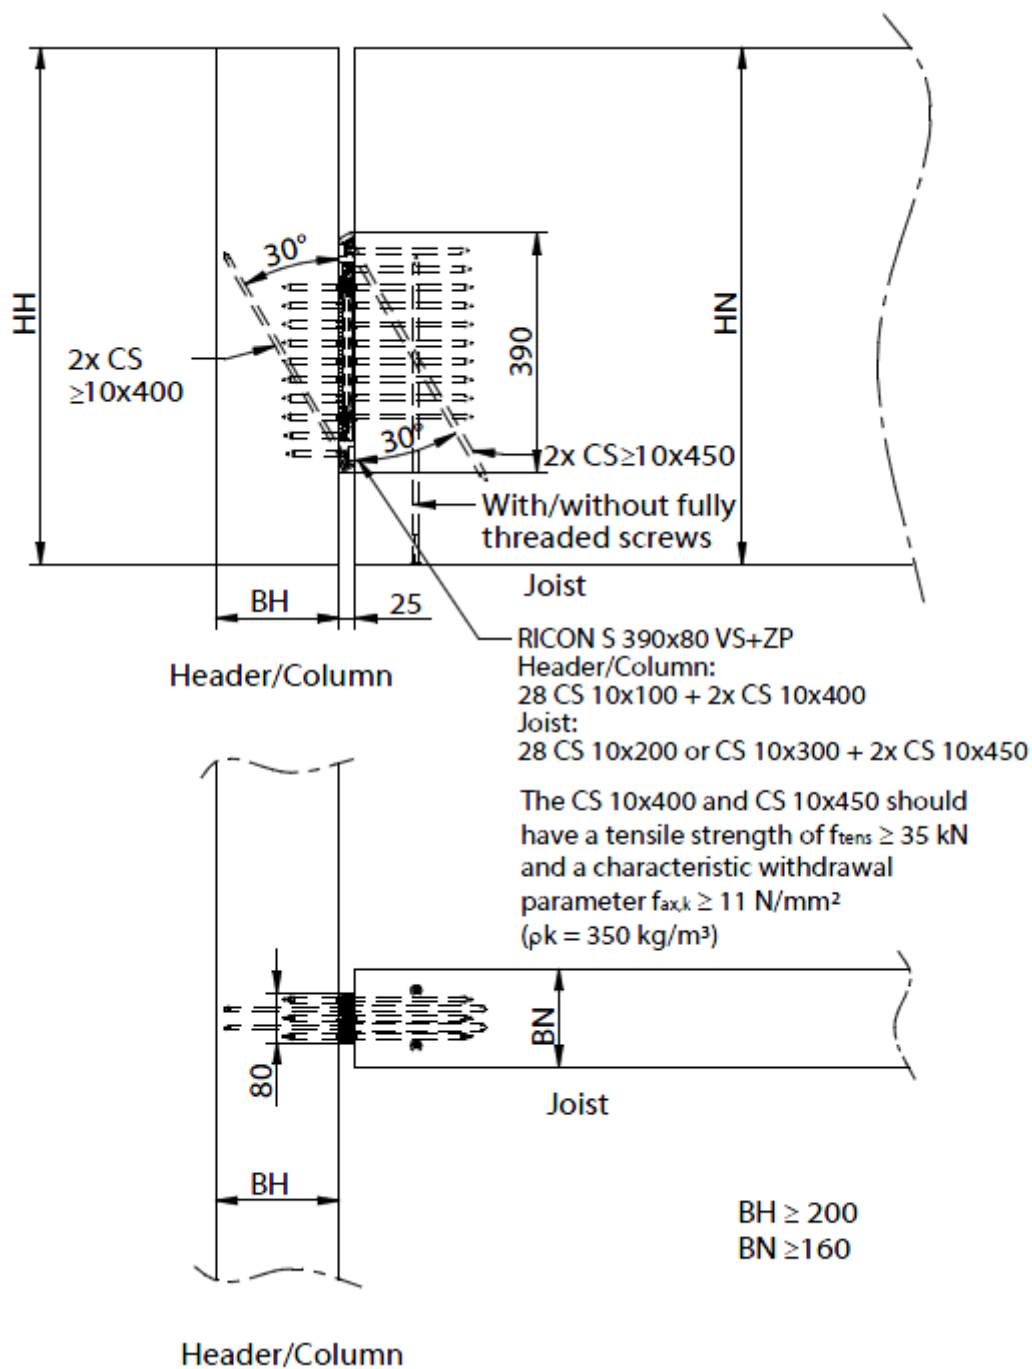 HH
30°
2x CS
≥10x400
390
HN
30°
2x CS≥10x450
With/without fully
threaded screws
BH
25
Joist
Header/Column
RICON S 390x80 VS+ZP
Header/Column:
28 CS 10x100 + 2x CS 10x400
Joist:
28 CS 10x200 or CS 10x300 + 2x CS 10x450
The CS 10x400 and CS 10x450 should
have a tensile strength of ftens ≥ 35 kN
and a characteristic withdrawal
parameter fax,k ≥ 11 N/mm²
(ρk = 350 kg/m³)
80
BN
Joist
BH
BH ≥ 200
BN ≥160
Header/Column